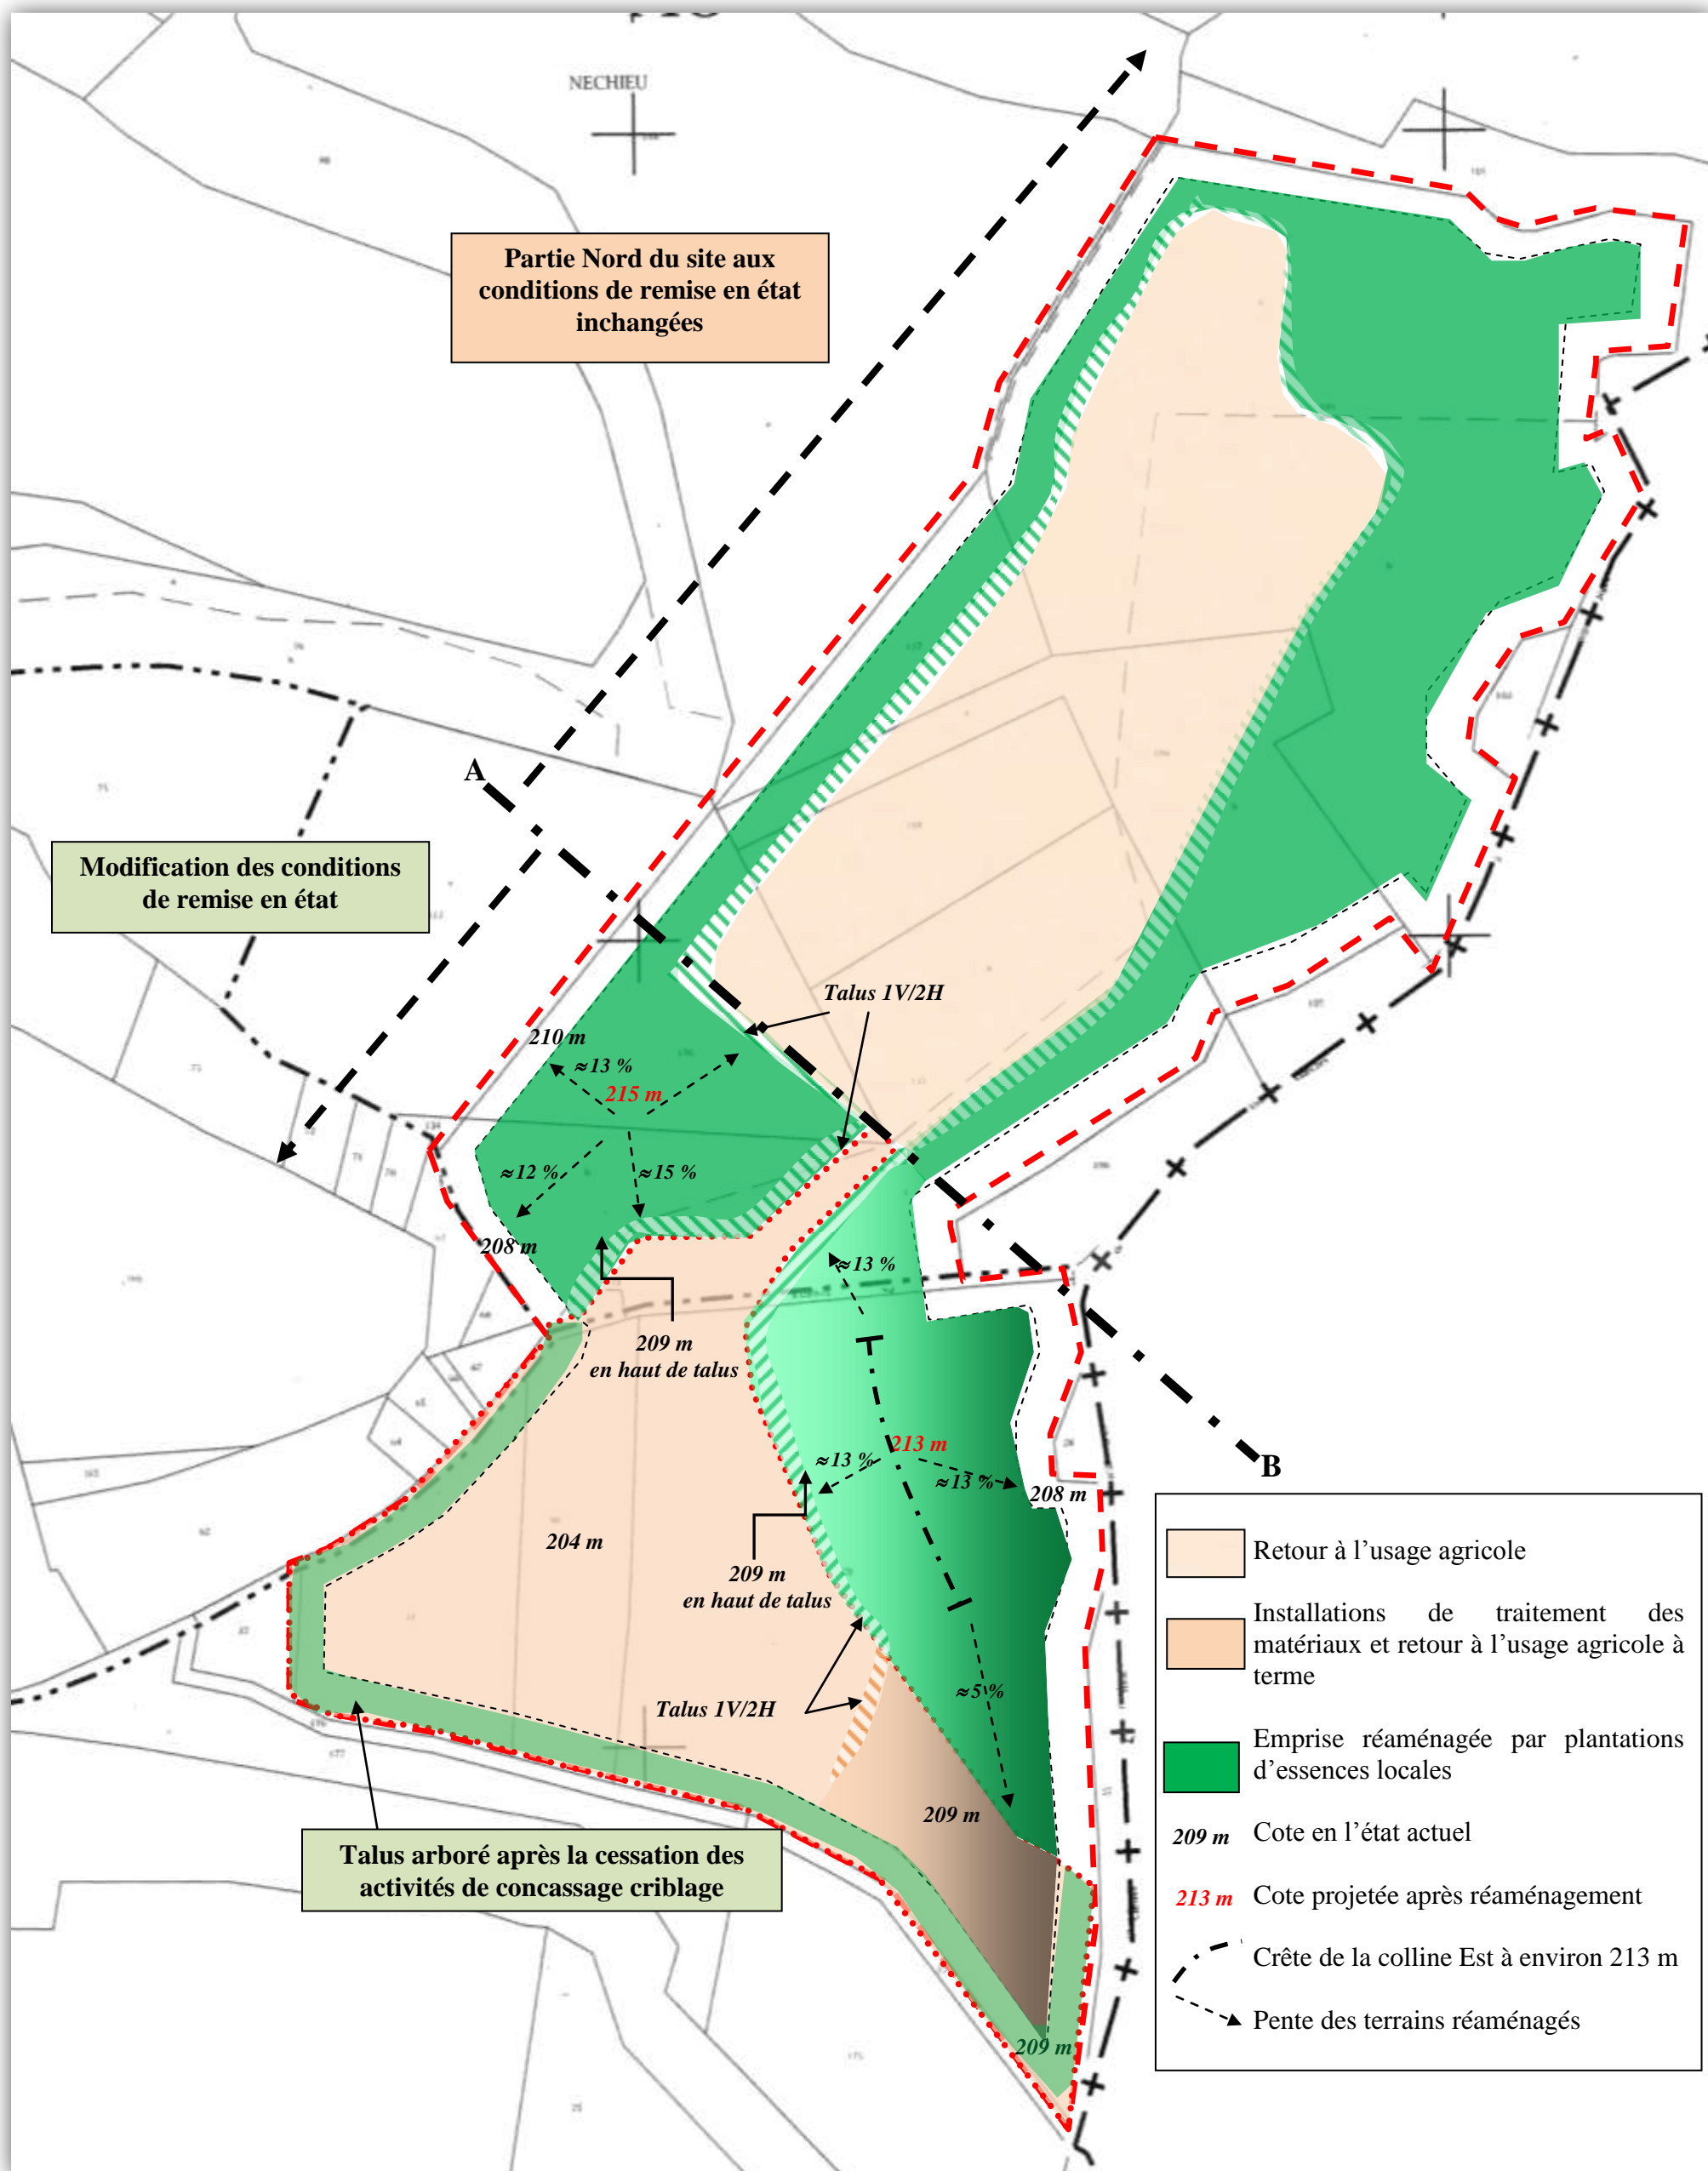 NECHIEU
Partie Nord du site aux
conditions de remise en état
inchangées
A
Modification des conditions
de remise en état
Talus 1V/2H
210 m
≈13 %
215 m
≈12 %
≈15 %
208 m
≈13 %
209 m
en haut de talus
213 m
≈13 %
≈13 %
B
208 m
204 m
209 m
en haut de talus
≈5 %
Talus 1V/2H
209 m
Talus arboré après la cessation des
activités de concassage criblage
209 m
Retour à l’usage agricole
Installations de traitement des
matériaux et retour à l’usage agricole à
terme
Emprise réaménagée par plantations
d’essences locales
209 m Cote en l’état actuel
213 m Cote projetée après réaménagement
Crête de la colline Est à environ 213 m
Pente des terrains réaménagés